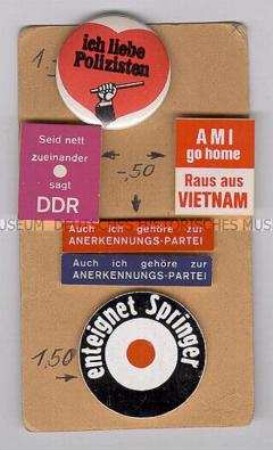 ich liebe
Polizisten
1,
Seid nett
zueinander
sagt
DDR
-,50
AMI
go home
Raus aus
VIETNAM
Auch ich gehöre zur
ANERKENNUNGS-PARTEI
Auch ich gehöre zur
ANERKENNUNGS-PARTEI
enteignet Springer
1,50